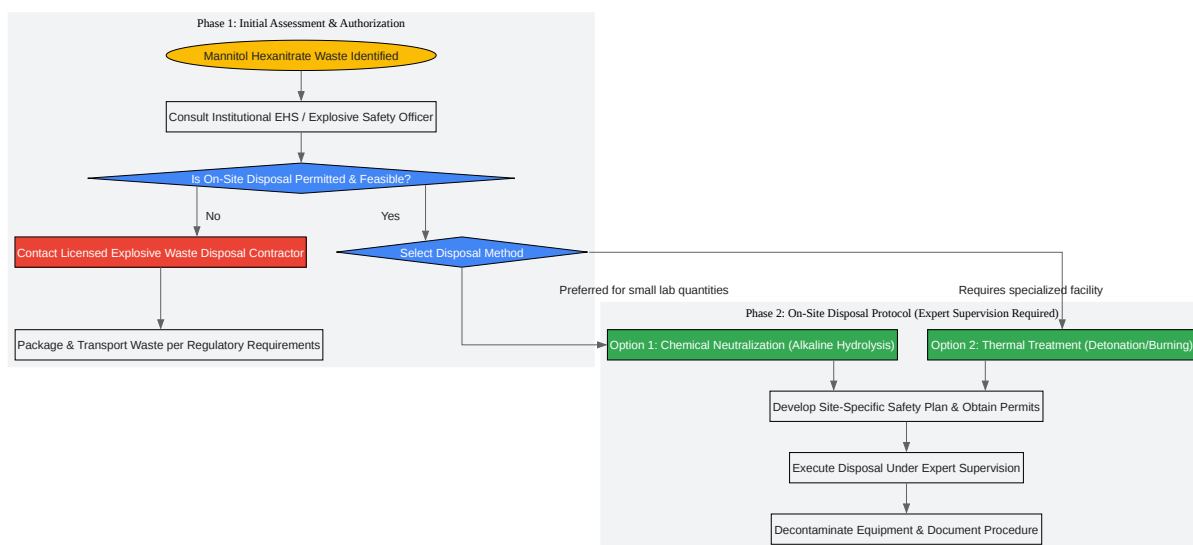 Phase 1: Initial Assessment & Authorization
Mannitol Hexanitrate Waste Identified
Consult Institutional EHS / Explosive Safety Officer
Is On-Site Disposal Permitted & Feasible?
No
Yes
Contact Licensed Explosive Waste Disposal Contractor
Select Disposal Method
Package & Transport Waste per Regulatory Requirements
Preferred for small lab quantities
Requires specialized facility
Phase 2: On-Site Disposal Protocol (Expert Supervision Required)
Option 1: Chemical Neutralization (Alkaline Hydrolysis)
Option 2: Thermal Treatment (Detonation/Burning)
Develop Site-Specific Safety Plan & Obtain Permits
Execute Disposal Under Expert Supervision
Decontaminate Equipment & Document Procedure